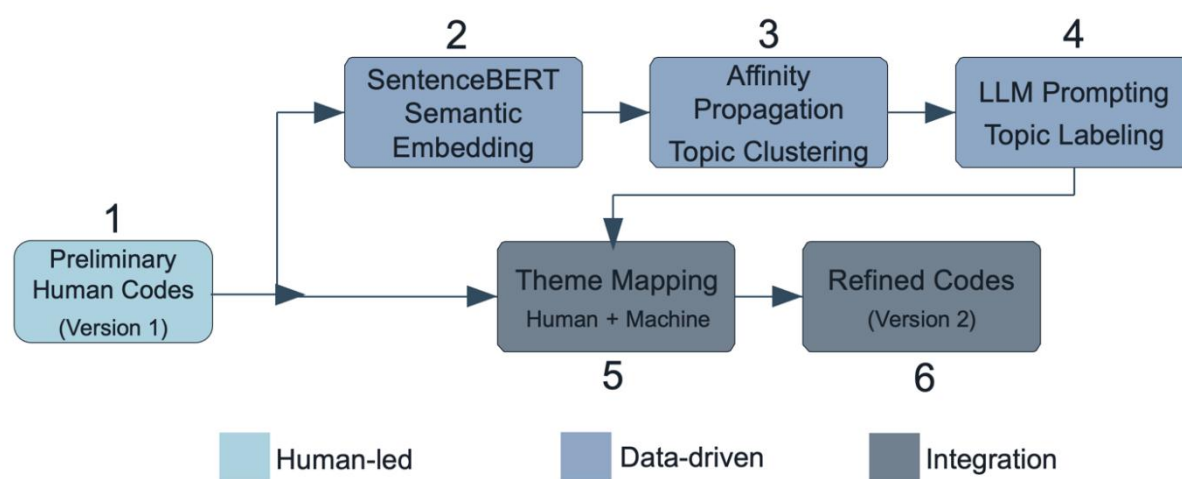 1
Preliminary
Human Codes
(Version 1)
2
SentenceBERT
Semantic
Embedding
3
Affinity
Propagation
Topic Clustering
4
LLM Prompting
Topic Labeling
Theme Mapping
Human + Machine
5
Refined Codes
(Version 2)
6
Human-led
Data-driven
Integration